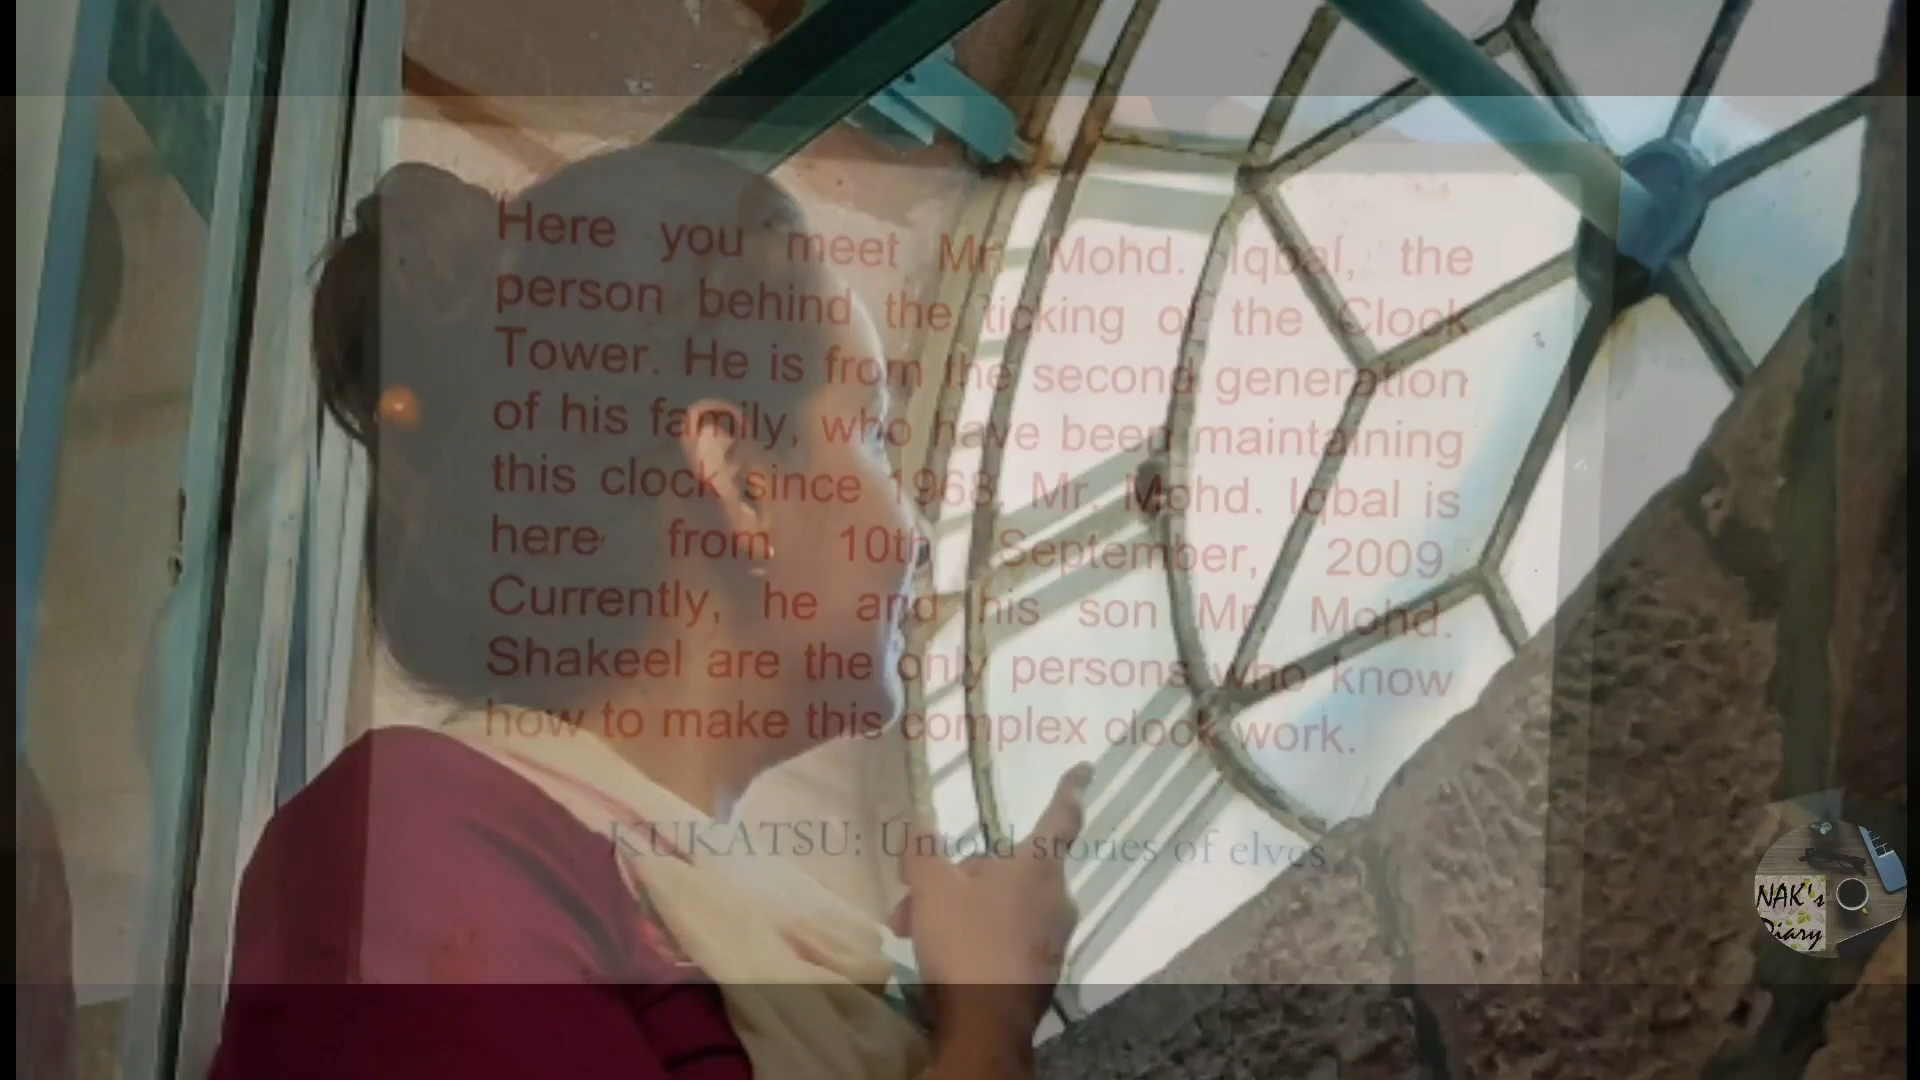 Here you meet Mr. Mohd. Iqbal, the
person behind the ticking of the Clock
Tower. He is from the second generation
of his family, who have been maintaining
this clock since 1968. Mr. Mohd. Iqbal is
here from 10th September, 2009
Currently, he and his son Mr. Mohd.
Shakeel are the only persons who know
how to make this complex clock work.
KUKATSU: Untold stories of elves
NAK's
Diary